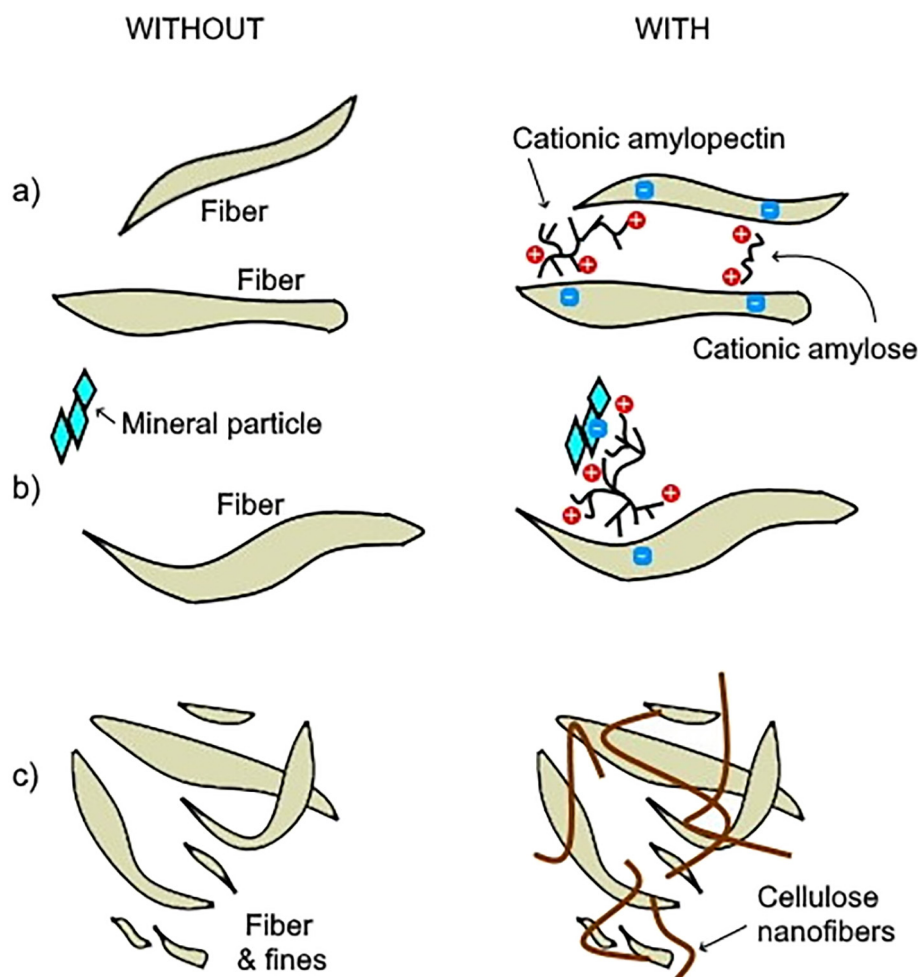 WITHOUT
WITH
a)
Fiber
Fiber
Cationic amylopectin
Cationic amylose
Mineral particle
b)
Fiber
c)
Fiber
& fines
Cellulose
nanofibers